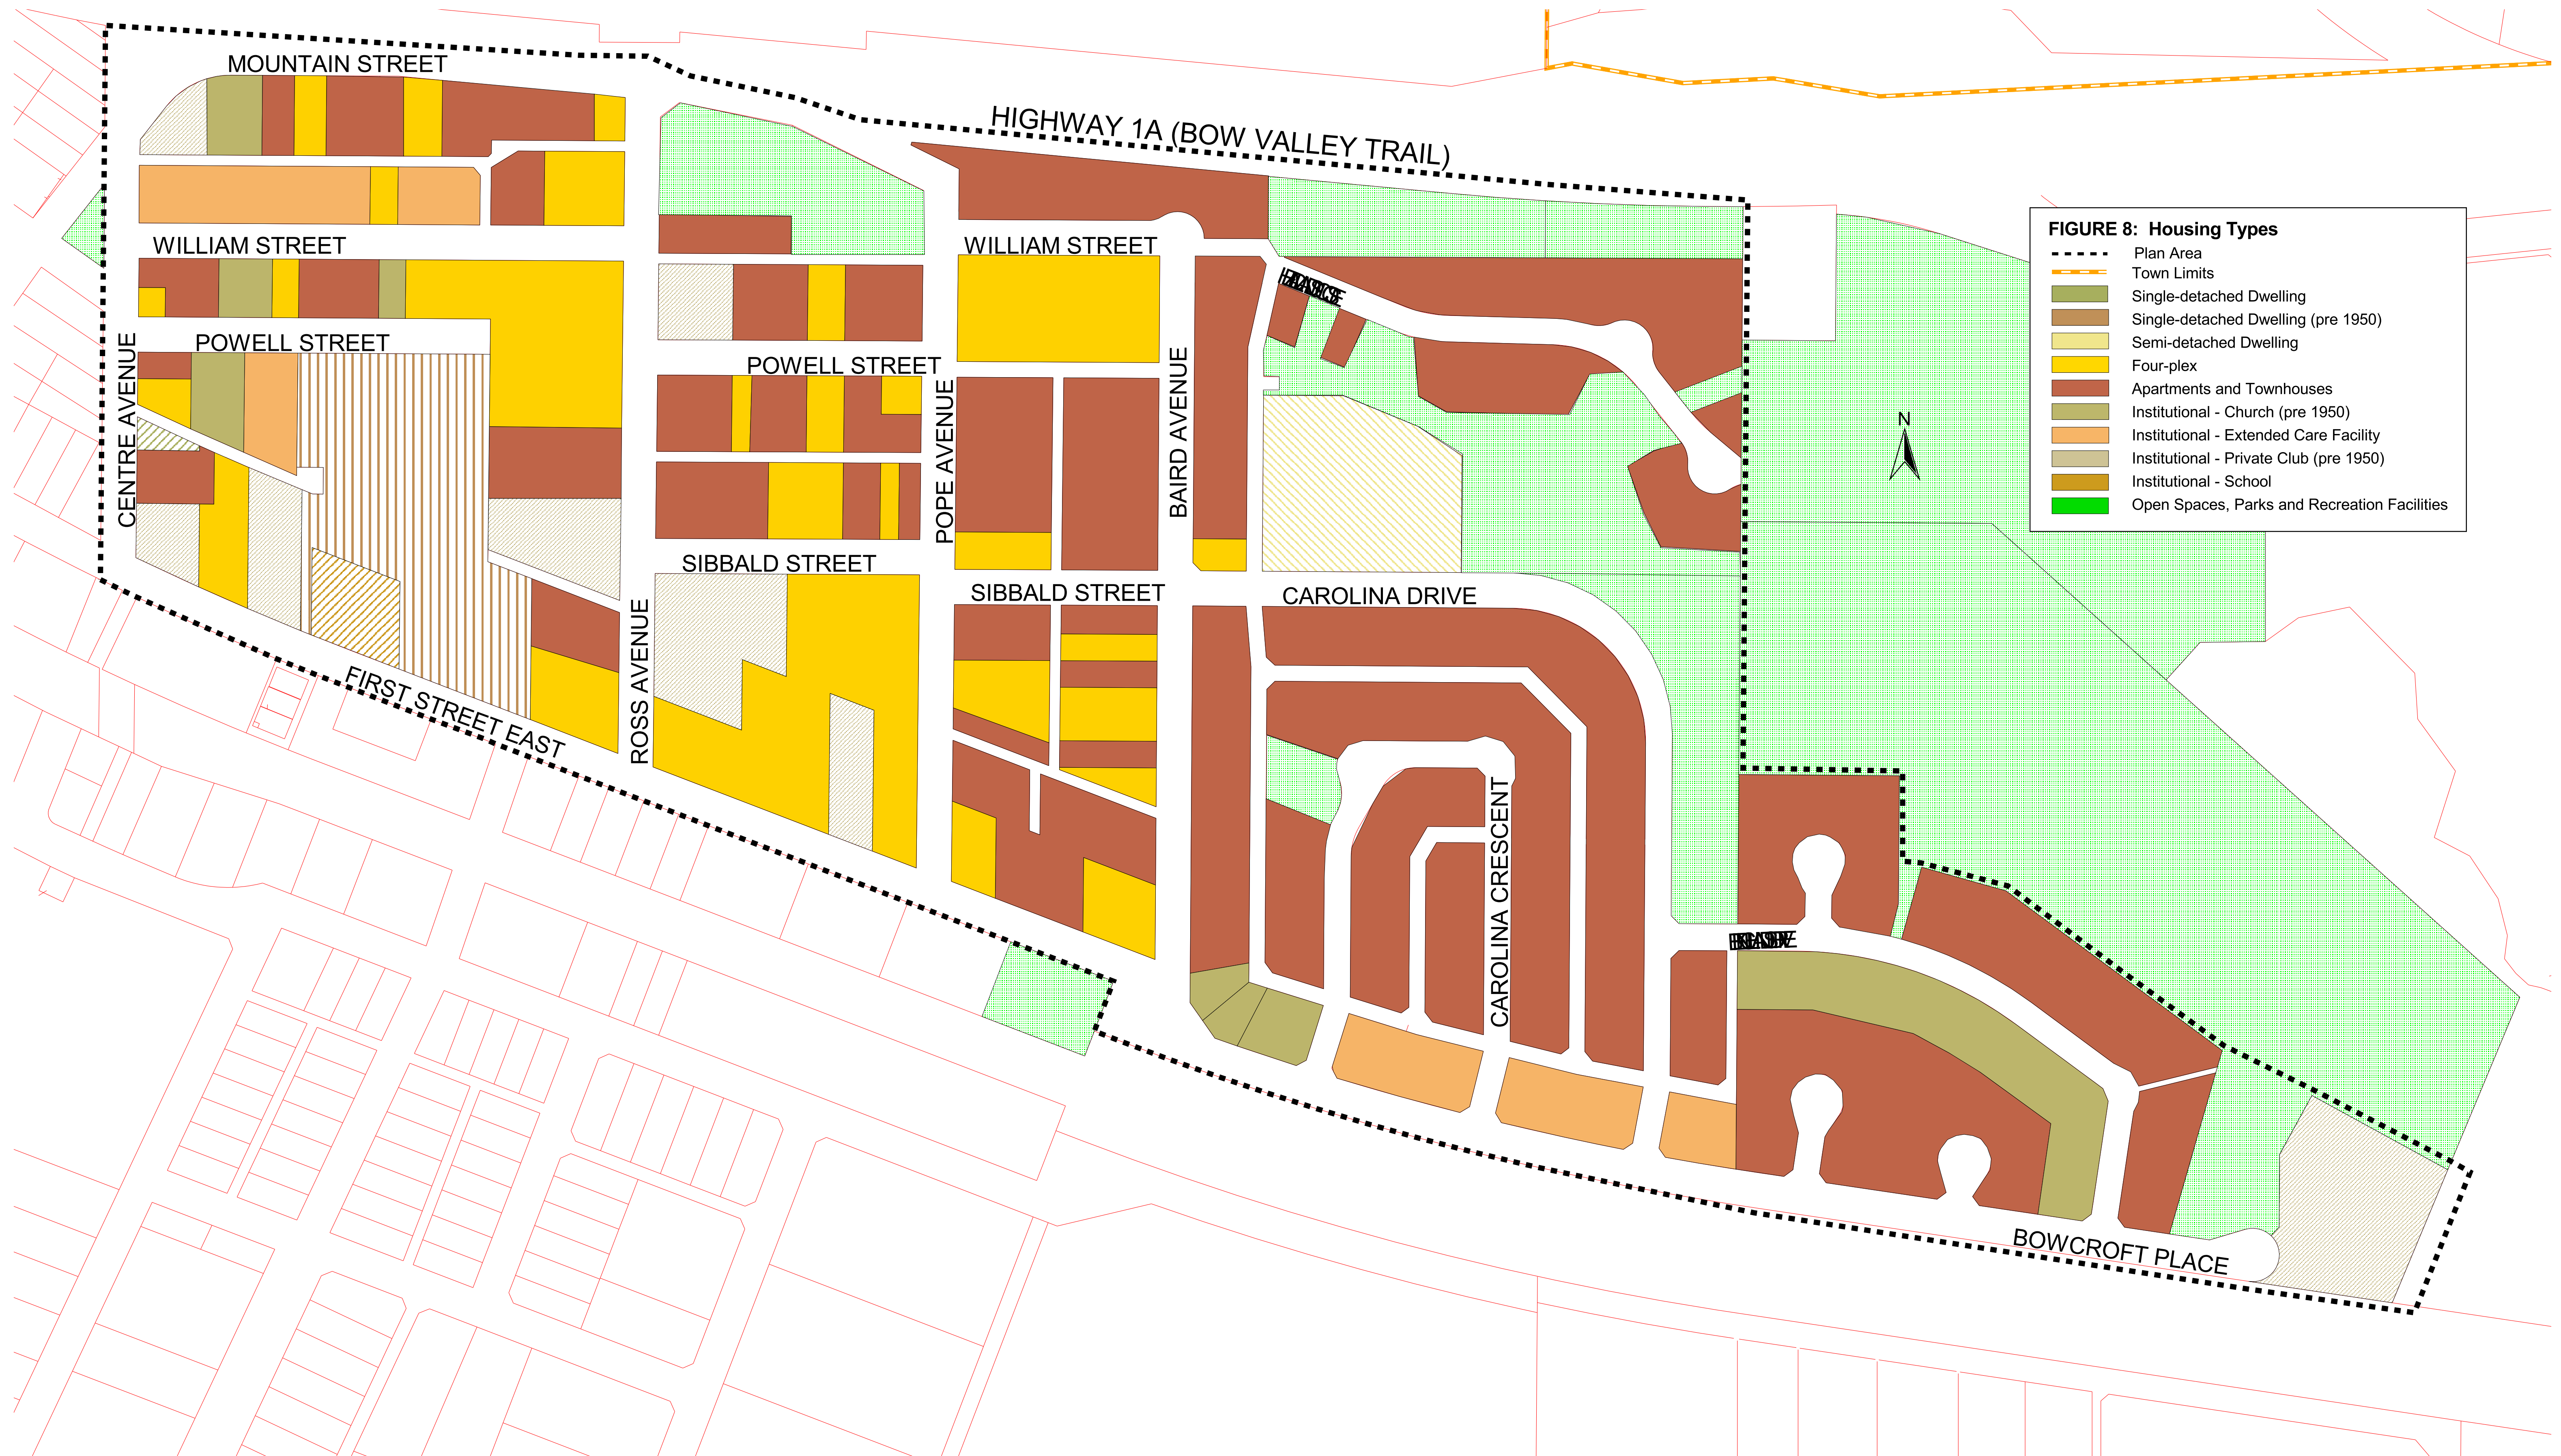 MOUNTAIN STREET
HIGHWAY 1A (BOW VALLEY TRAIL)
WILLIAM STREET
WILLIAM STREET
POWELL STREET
POWELL STREET
CENTRE AVENUE
POPE AVENUE
BAIRD AVENUE
SIBBALD STREET
SIBBALD STREET
CAROLINA DRIVE
ROSS AVENUE
FIRST STREET EAST
CAROLINA CRESCENT
BOWCROFT PLACE
N
FIGURE 8: Housing Types
Plan Area
Town Limits
Single-detached Dwelling
Single-detached Dwelling (pre 1950)
Semi-detached Dwelling
Four-plex
Apartments and Townhouses
Institutional - Church (pre 1950)
Institutional - Extended Care Facility
Institutional - Private Club (pre 1950)
Institutional - School
Open Spaces, Parks and Recreation Facilities